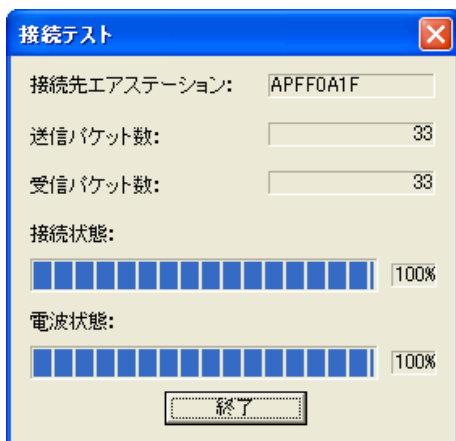 接続テスト
接続先エアステーション: APFF0A1F
送信パケット数: 33
受信パケット数: 33
接続状態:
100%
電波状態:
100%
終了